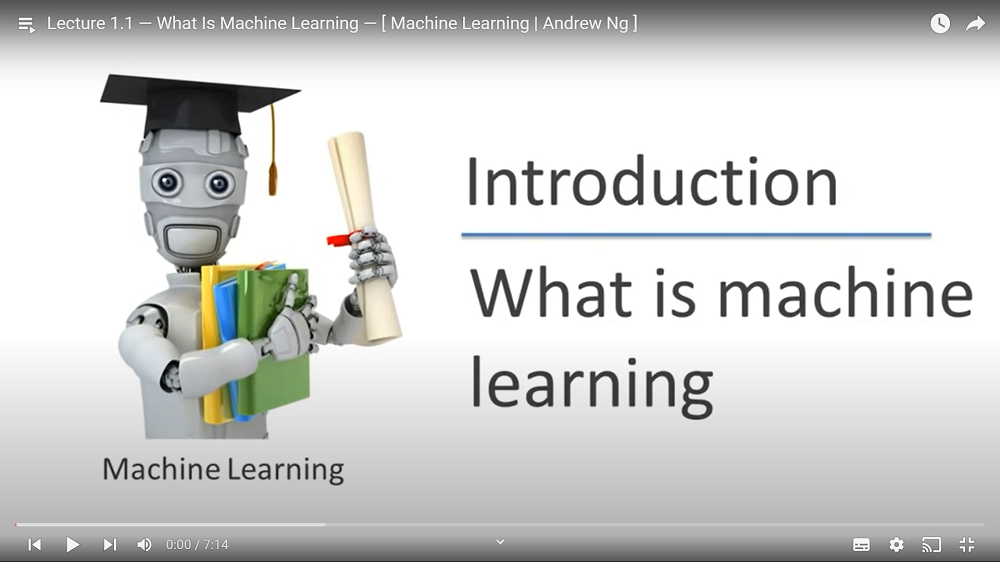 Lecture 1.1 — What Is Machine Learning — [ Machine Learning | Andrew Ng ]
Introduction
What is machine
learning
Machine Learning
0:00 / 7:14